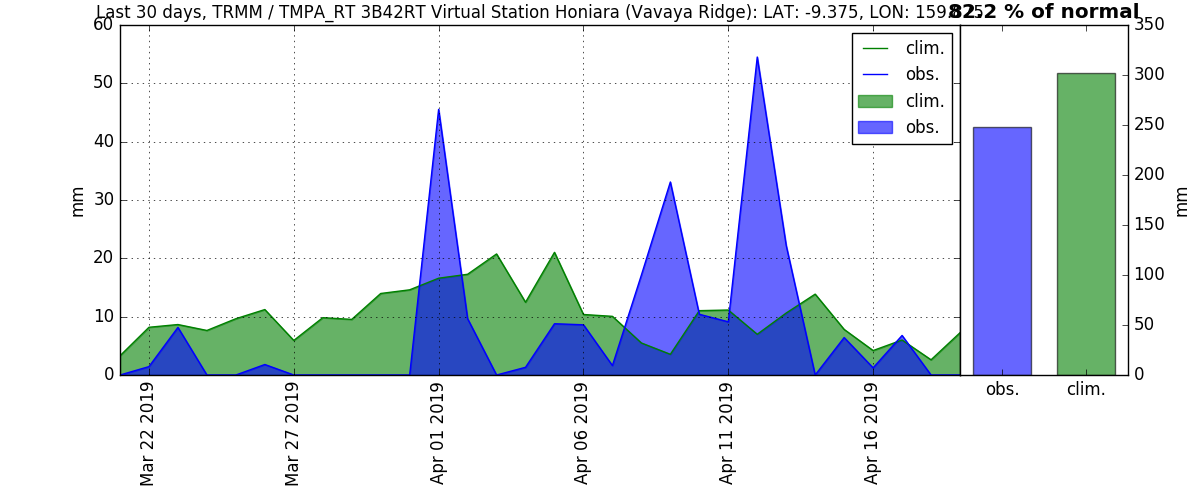 Last 30 days, TRMM / TMPA_RT 3B42RT Virtual Station Honiara (Vavaya Ridge): LAT: -9.375, LON:
82.2 % of normal
60
50
40
30
20
10
0
mm
clim.
obs.
clim.
obs.
Mar 22 2019
Mar 27 2019
Apr 01 2019
Apr 06 2019
Apr 11 2019
Apr 16 2019
350
300
250
200
150
100
50
0
mm
obs.
clim.